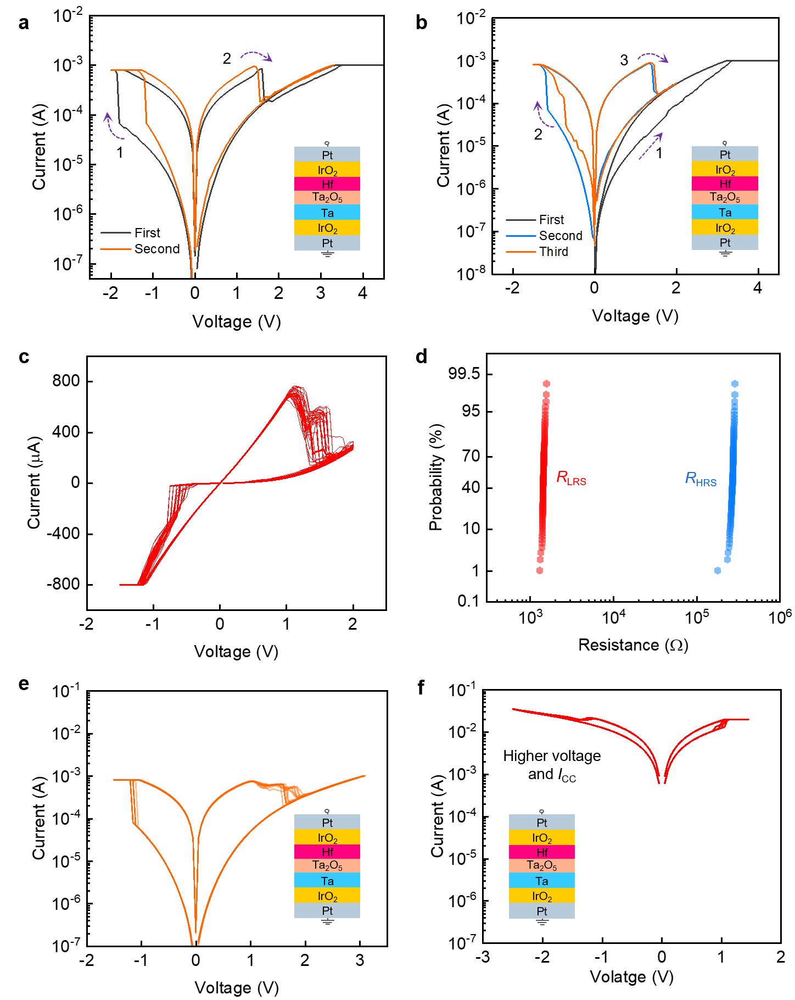 a
10-2
10-3
10-4
10-5
10-6
10-7
Current (A)
2
1
First
Second
Pt
IrO2
Hf
Ta2O5
Ta
IrO2
Pt
-2 -1 0 1 2 3 4
Voltage (V)
b
10-2
10-3
10-4
10-5
10-6
10-7
10-8
Current (A)
3
2
1
First
Second
Third
Pt
IrO2
Hf
Ta2O5
Ta
IrO2
Pt
-2 0 2 4
Voltage (V)
c
800
400
0
-400
-800
Current (μA)
-2 -1 0 1 2
Voltage (V)
d
99.5
95
70
40
10
1
0.1
Probability (%)
RLRS
RHRS
103 104 105 106
Resistance (Ω)
e
10-1
10-2
10-3
10-4
10-5
10-6
10-7
Current (A)
Pt
IrO2
Hf
Ta2O5
Ta
IrO2
Pt
-2 -1 0 1 2 3
Voltage (V)
f
10-1
10-2
10-3
10-4
10-5
10-6
10-7
Current (A)
Higher voltage
and ICC
Pt
IrO2
Hf
Ta2O5
Ta
IrO2
Pt
-3 -2 -1 0 1 2
Volatge (V)